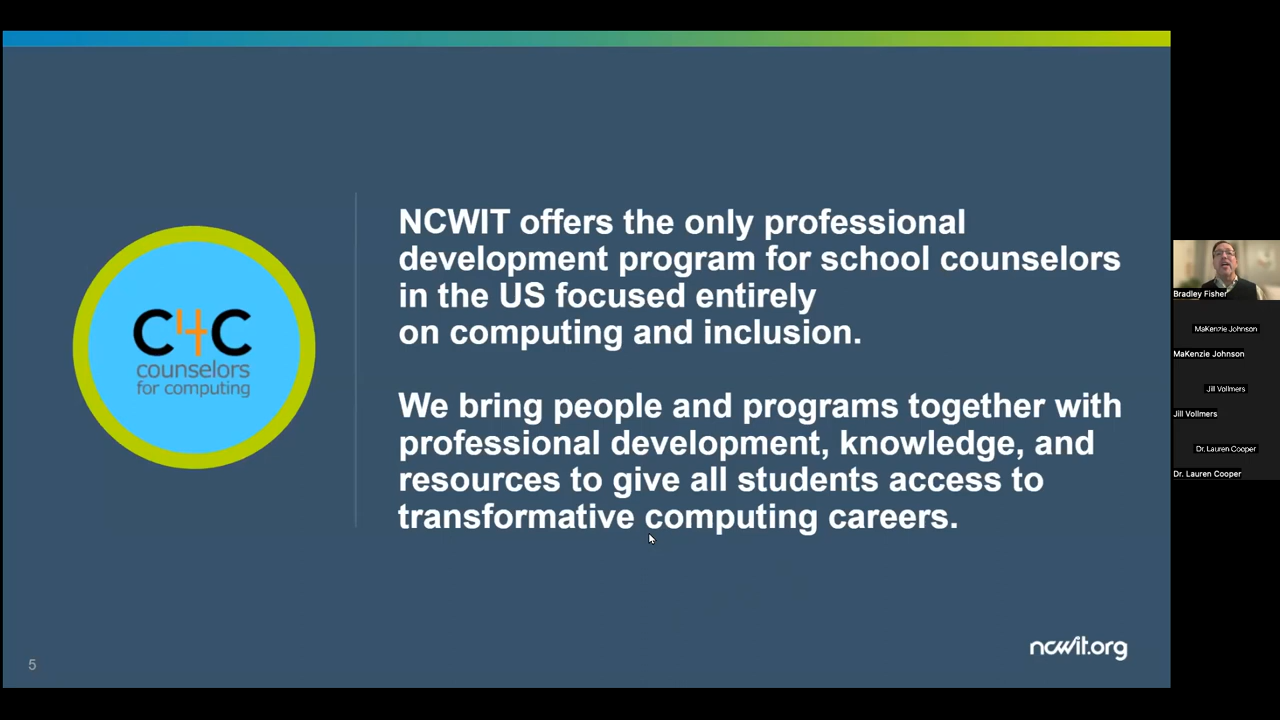 C4C
counselors
for computing
NCWIT offers the only professional
development program for school counselors
in the US focused entirely
on computing and inclusion.
We bring people and programs together with
professional development, knowledge, and
resources to give all students access to
transformative computing careers.
5
ncwit.org
Bradley Fisher
MaKenzie Johnson
MaKenzie Johnson
Jill Vollmers
Jill Vollmers
Dr. Lauren Cooper
Dr. Lauren Cooper